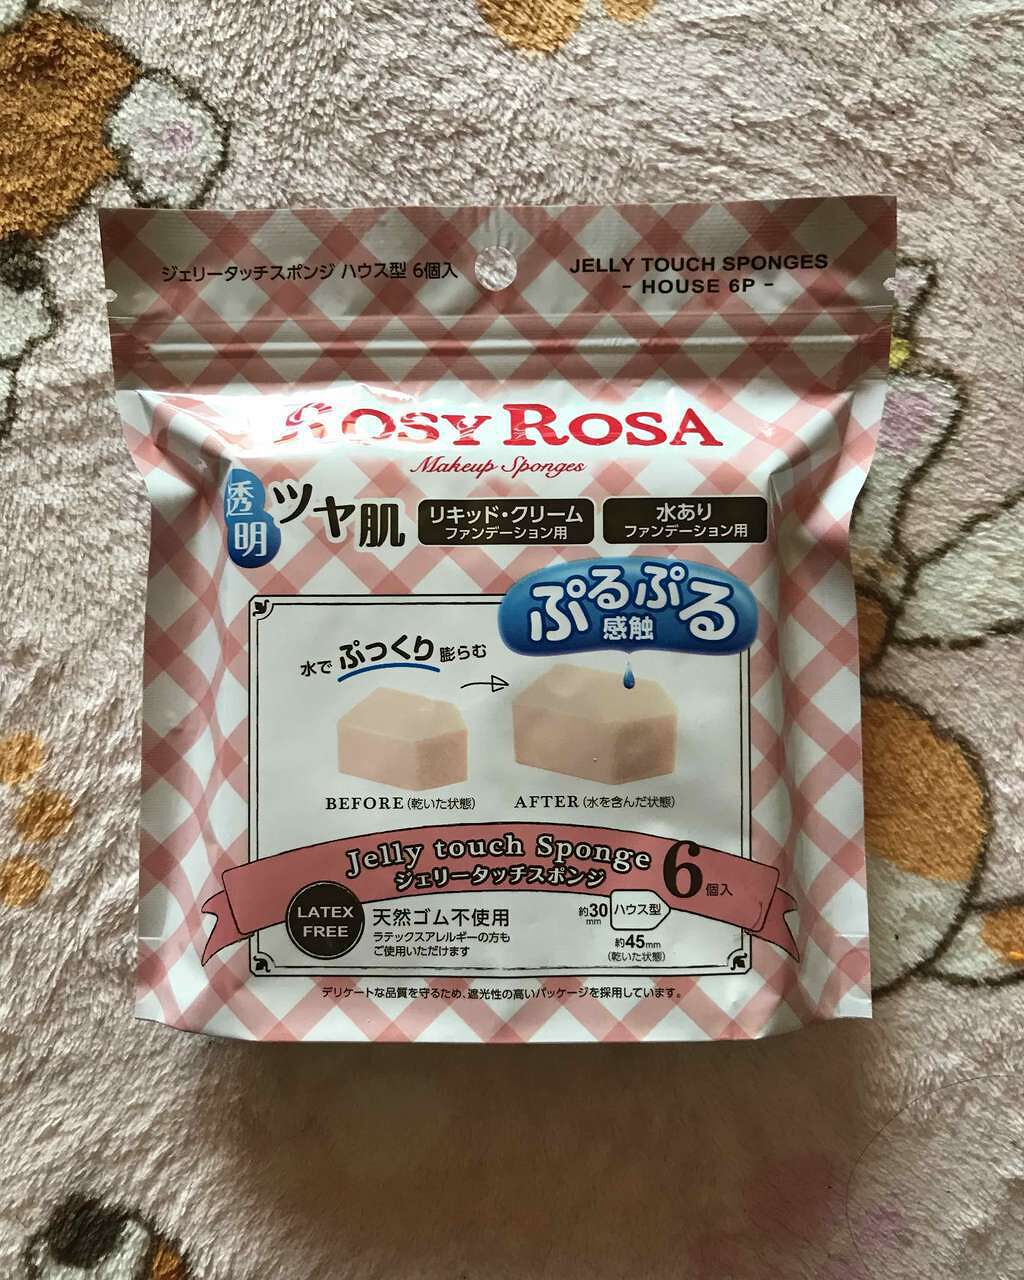 ジェリータッチスポンジ ハウス型 6個入
JELLY TOUCH SPONGES
- HOUSE 6P -
ROSY ROSA
Makeup Sponges
透明
ツヤ肌
リキッド・クリーム
ファンデーション用
水あり
ファンデーション用
ぷるぷる
感触
水でぷっくり膨らむ
BEFORE（乾いた状態）
AFTER（水を含んだ状態）
Jelly touch Sponge
ジェリータッチスポンジ
6個入
LATEX
FREE
天然ゴム不使用
ラテックスアレルギーの方も
ご使用いただけます
約30mm
ハウス型
約45mm
（乾いた状態）
デリケートな品質を守るため、遮光性の高いパッケージを採用しています。